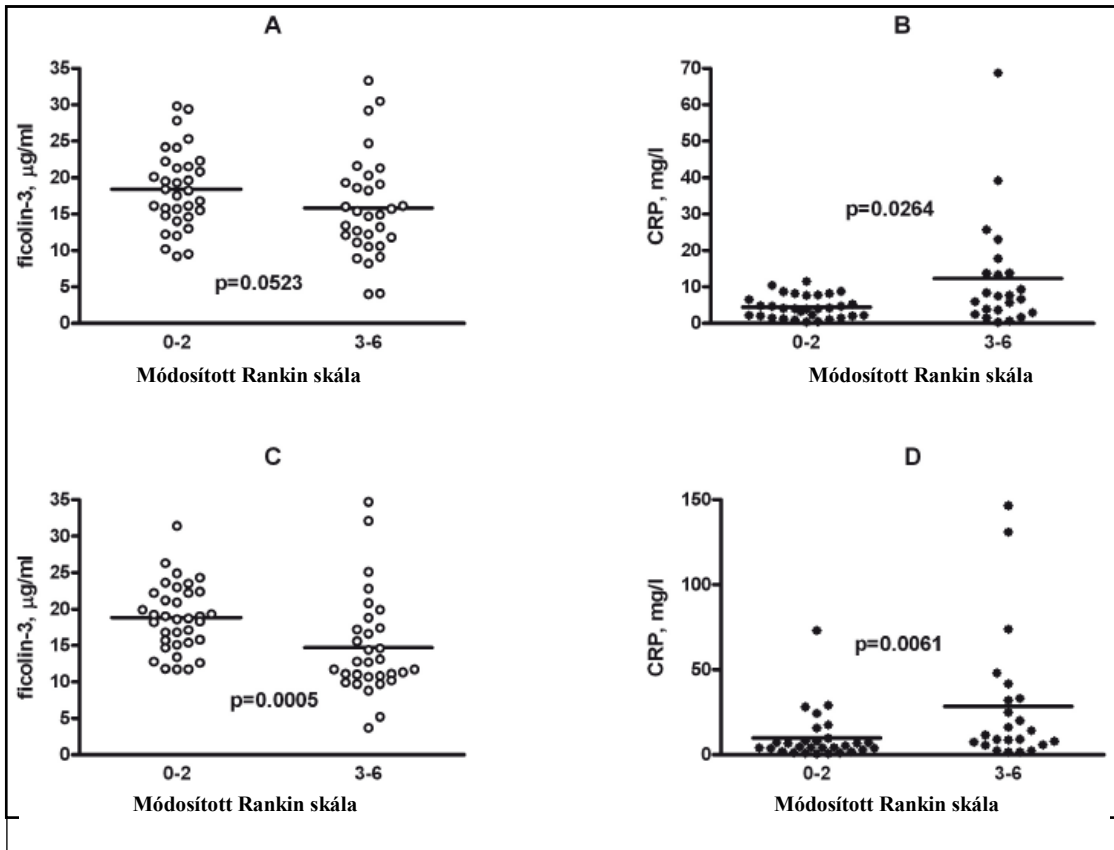 A
ficolin-3, µg/ml
35
30
25
20
15
10
5
0
p=0.0523
0-2
3-6
Módosított Rankin skála
B
CRP, mg/l
70
60
50
40
30
20
10
0
p=0.0264
0-2
3-6
Módosított Rankin skála
C
ficolin-3, µg/ml
35
30
25
20
15
10
5
0
p=0.0005
0-2
3-6
Módosított Rankin skála
D
CRP, mg/l
150
100
50
0
p=0.0061
0-2
3-6
Módosított Rankin skála